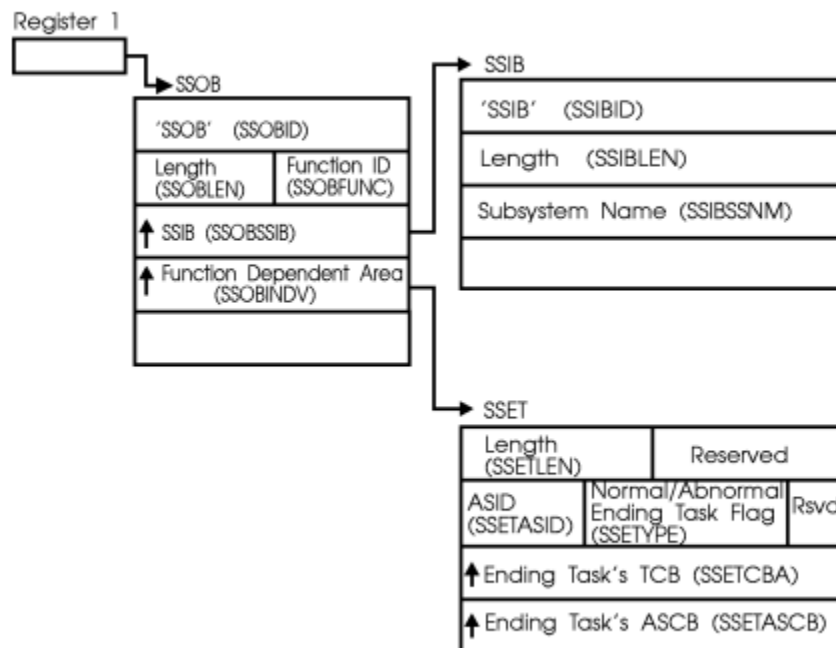 Register 1
SSOB
'SSOB' (SSOBID)
Length
(SSOBLEN)
Function ID
(SSOBFUNC)
SSIB (SSOBSSIB)
Function Dependent Area
(SSOBINDV)
SSIB
'SSIB' (SSIBID)
Length (SSIBLEN)
Subsystem Name (SSIBSSNM)
SSET
Length
(SSETLEN)
Reserved
ASID
(SSETASID)
Normal/Abnormal
Ending Task Flag
(SSETYPE)
Rsvd
Ending Task's TCB (SSETCBA)
Ending Task's ASCB (SSETASCB)